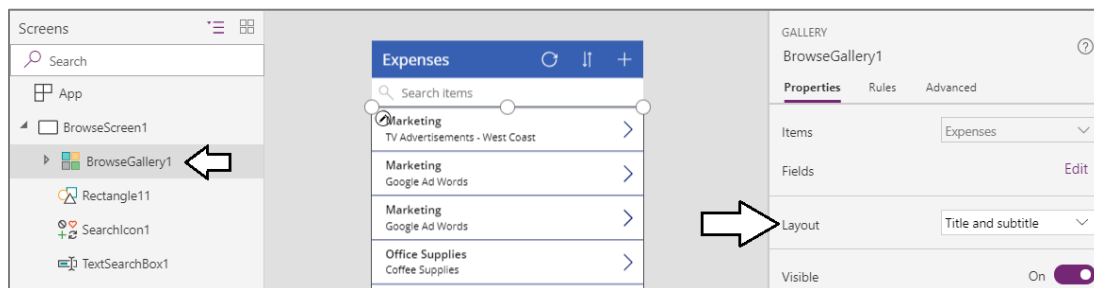 Screens
Search
App
BrowseScreen1
BrowseGallery1
Rectangle11
SearchIcon1
TextSearchBox1
Expenses
Search items
Marketing
TV Advertisements - West Coast
Marketing
Google Ad Words
Marketing
Google Ad Words
Office Supplies
Coffee Supplies
GALLERY
BrowseGallery1
?
Properties Rules Advanced
Items Expenses
Fields Edit
Layout Title and subtitle
Visible On